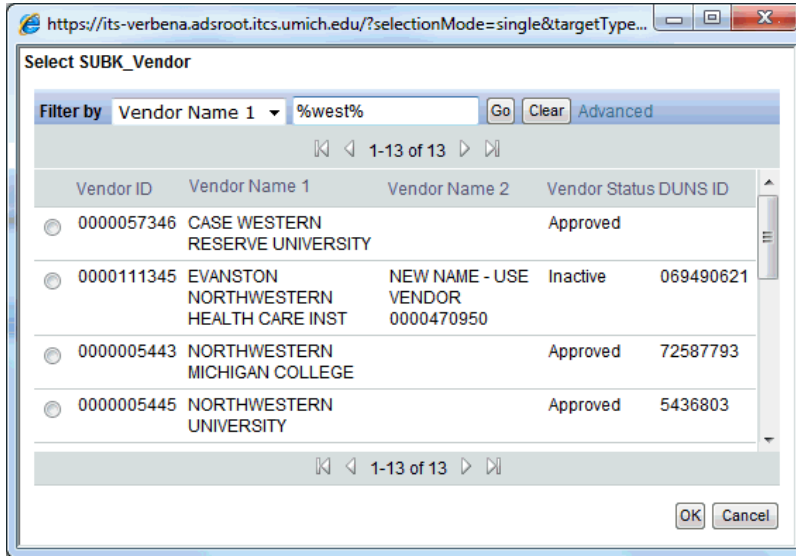 https://its-verbena.adsroot.itcs.umich.edu/?selectionMode=single&targetType...
Select SUBK_Vendor
Filter by Vendor Name 1 %west% Go Clear Advanced
1-13 of 13
Vendor ID Vendor Name 1 Vendor Name 2 Vendor Status DUNS ID
0000057346 CASE WESTERN Approved
RESERVE UNIVERSITY
0000111345 EVANSTON NEW NAME - USE Inactive 069490621
NORTHWESTERN VENDOR
HEALTH CARE INST 0000470950
0000005443 NORTHWESTERN Approved 72587793
MICHIGAN COLLEGE
0000005445 NORTHWESTERN Approved 5436803
UNIVERSITY
1-13 of 13
OK Cancel